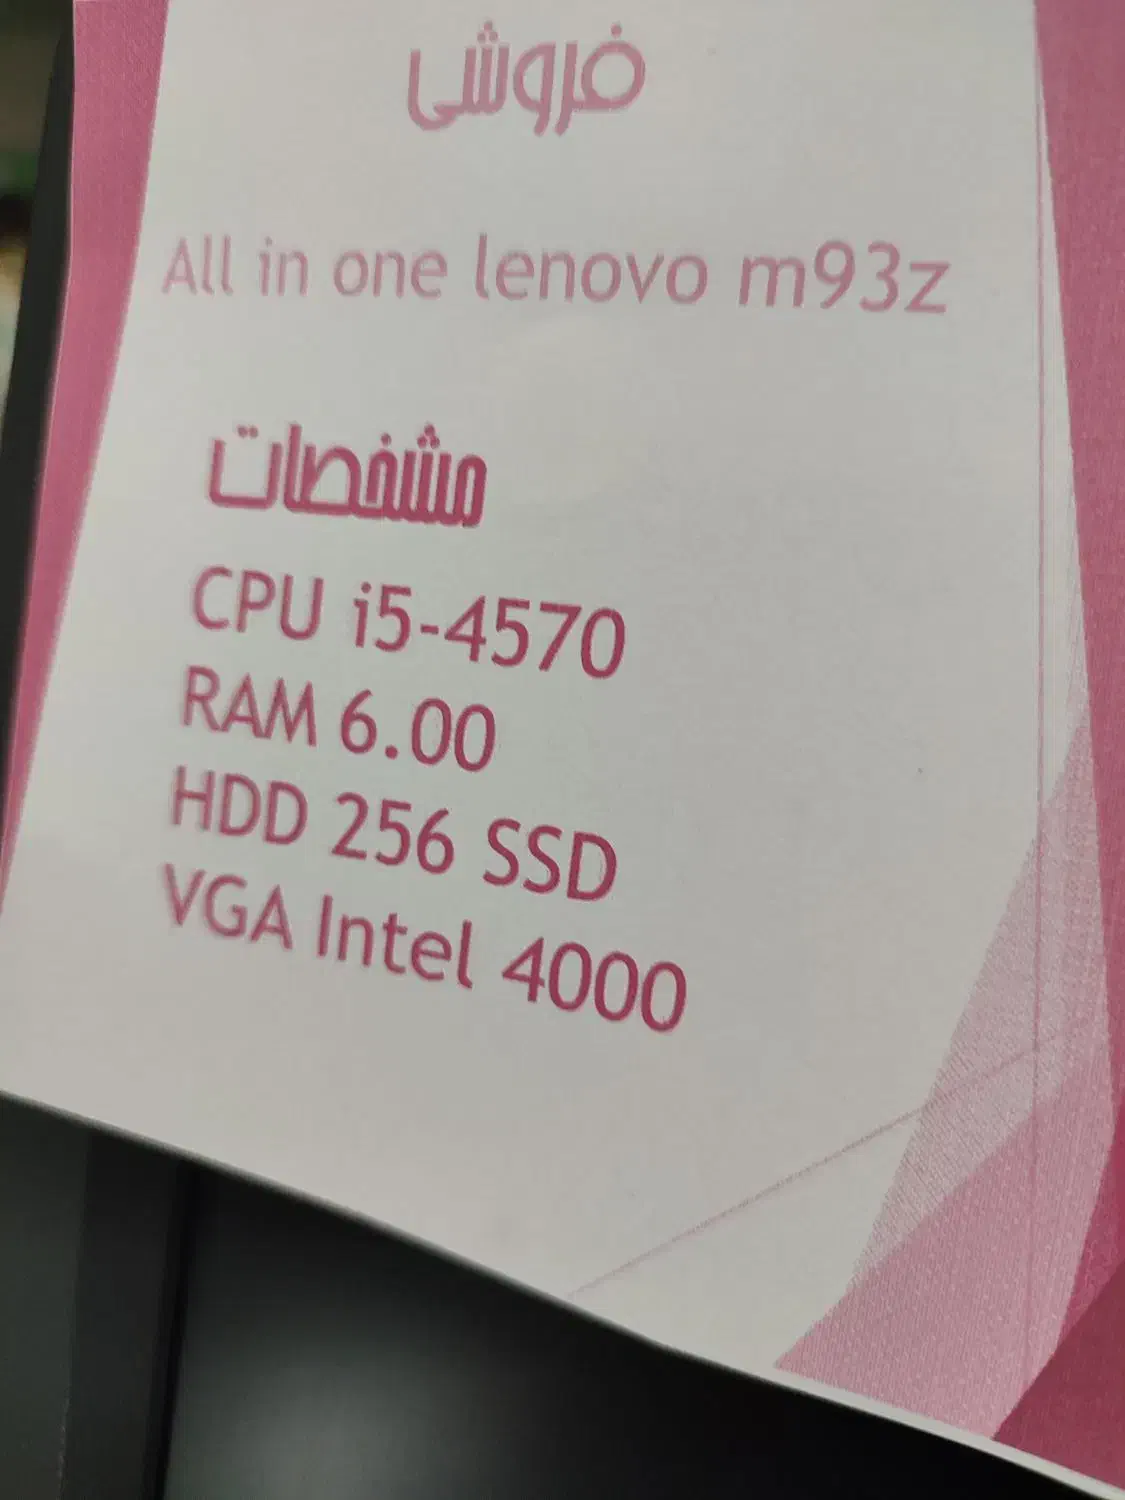 فروشی
All in one lenovo m93z
مشخصات
CPU i5-4570
RAM 6.00
HDD 256 SSD
VGA Intel 4000